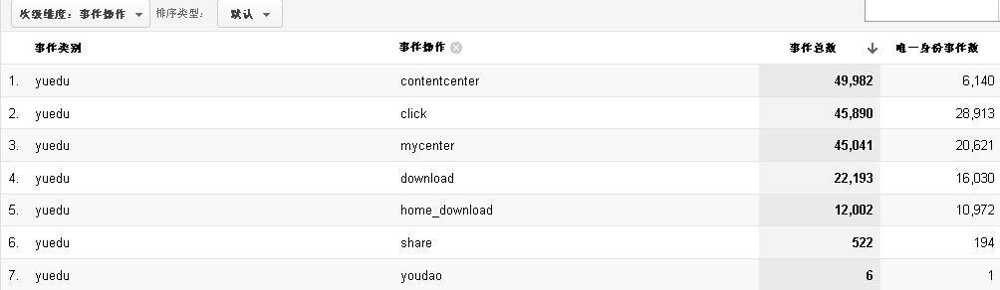 次级维度：事件操作 排序类型： 默认
事件类别 事件操作 事件总数 唯一身份事件数
1. yuedu contentcenter 49,982 6,140
2. yuedu click 45,890 28,913
3. yuedu mycenter 45,041 20,621
4. yuedu download 22,193 16,030
5. yuedu home_download 12,002 10,972
6. yuedu share 522 194
7. yuedu youdao 6 1